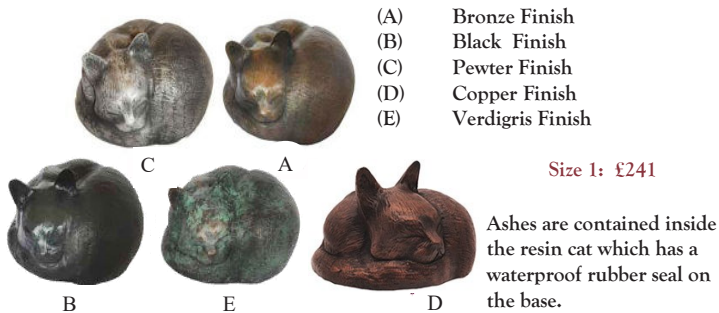 (A) Bronze Finish
(B) Black Finish
(C) Pewter Finish
(D) Copper Finish
(E) Verdigris Finish
C A
Size 1: £241
Ashes are contained inside
the resin cat which has a
waterproof rubber seal on
the base.
B E D